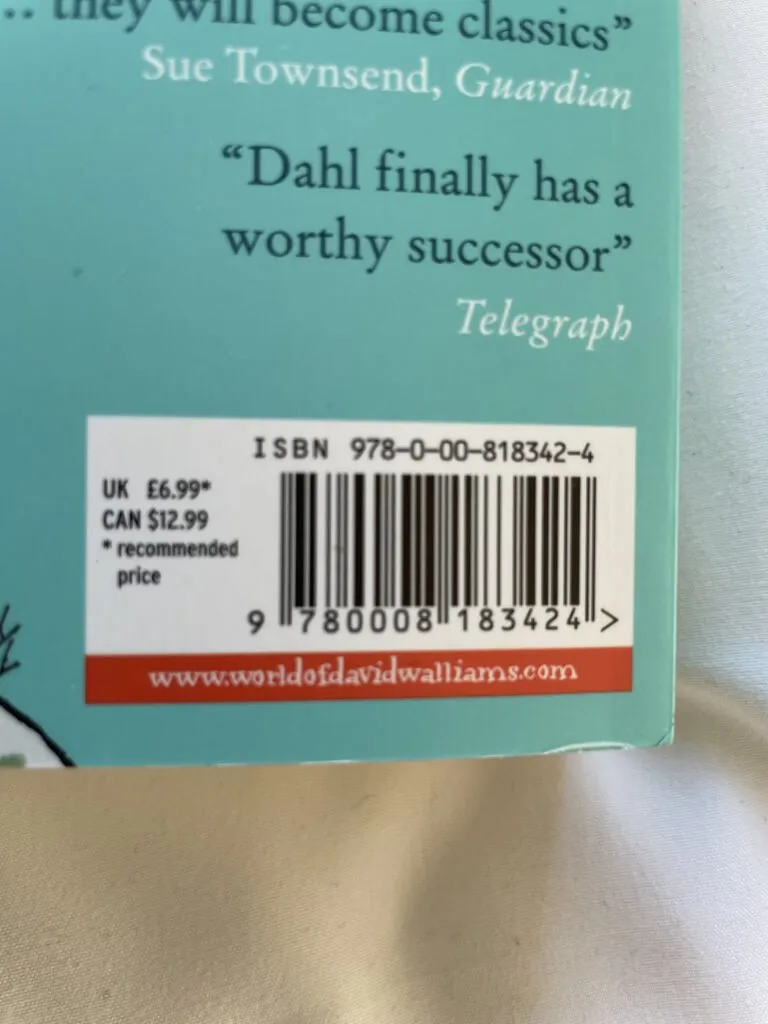 .. they will become classics”
Sue Townsend, Guardian
“Dahl finally has a
worthy successor”
Telegraph
ISBN 978-0-00-818342-4
UK £6.99*
CAN $12.99
* recommended
price
9 780008 183424 >
www.worldofdavidwalliams.com